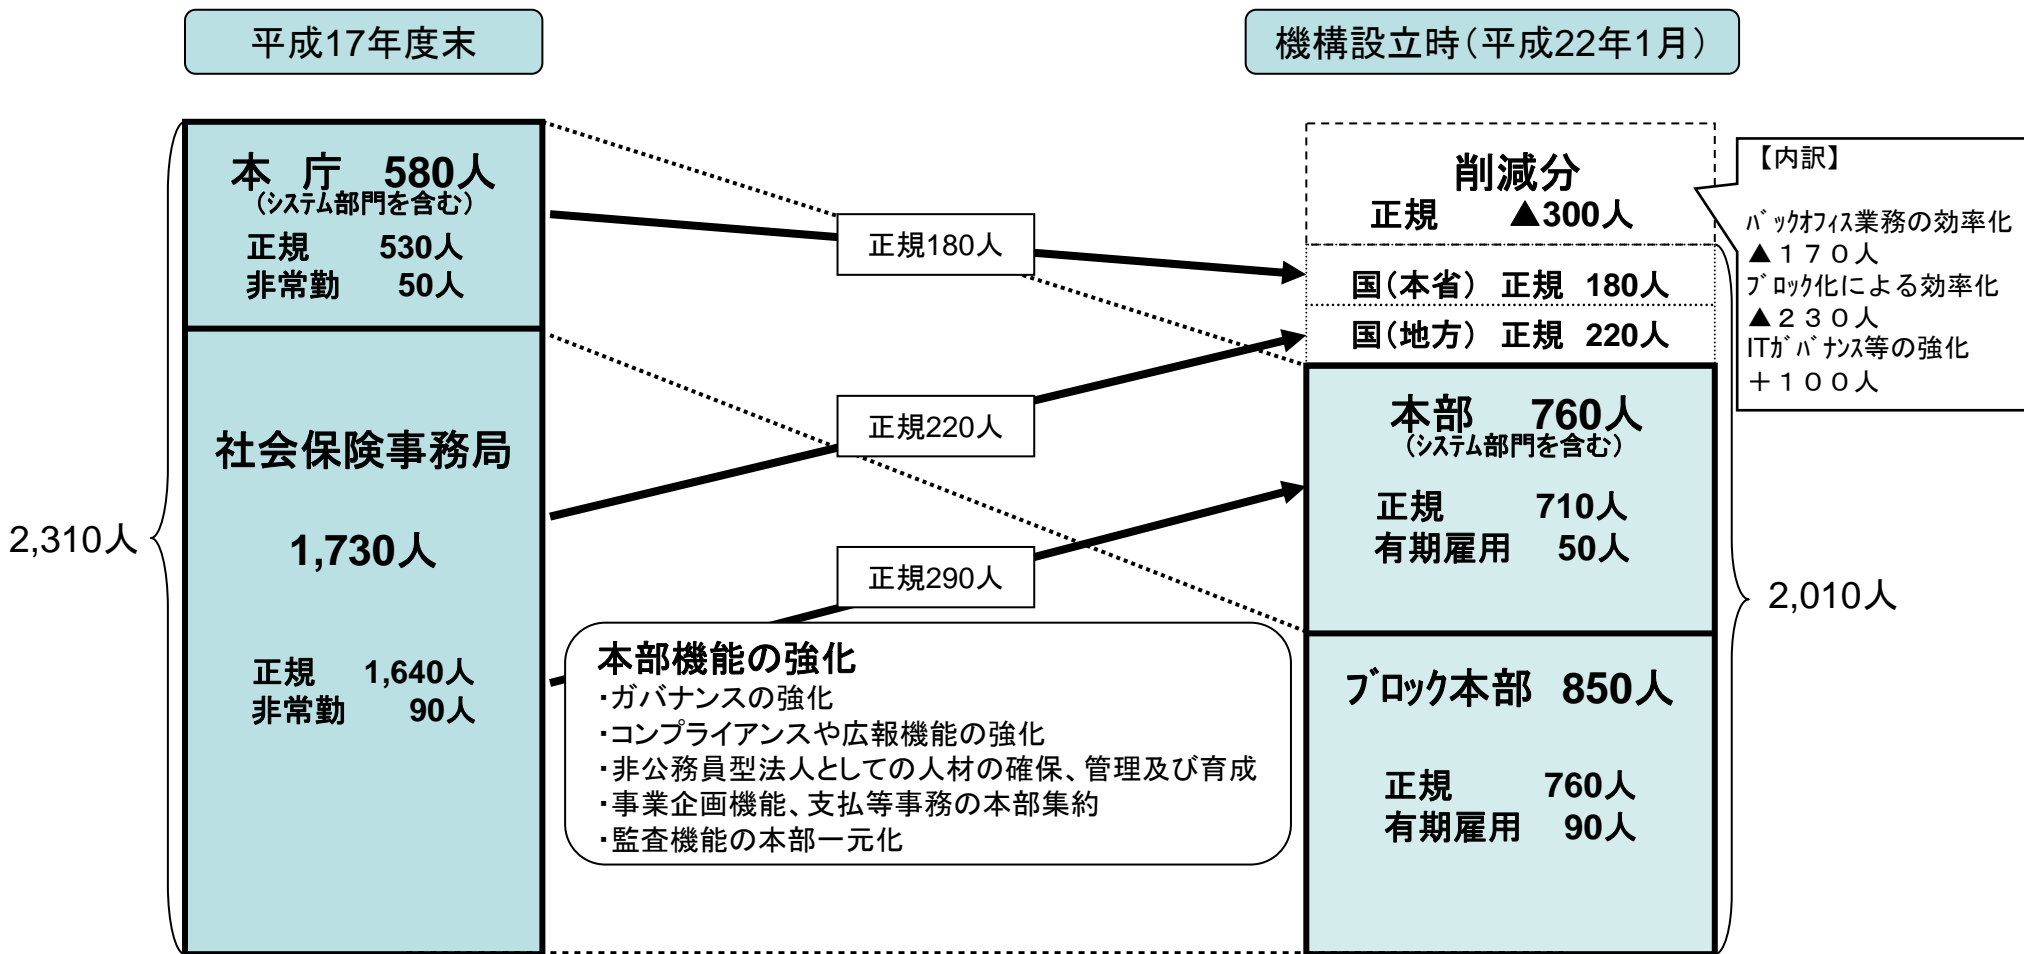 平成17年度末
機構設立時(平成22年1月)
2,310人
本 庁 580人
(システム部門を含む)
正規 530人
非常勤 50人
社会保険事務局
1,730人
正規 1,640人
非常勤 90人
正規180人
正規220人
正規290人
本部機能の強化
・ガバナンスの強化
・コンプライアンスや広報機能の強化
・非公務員型法人としての人材の確保、管理及び育成
・事業企画機能、支払等事務の本部集約
・監査機能の本部一元化
削減分
正規 ▲300人
国(本省) 正規 180人
国(地方) 正規 220人
本部 760人
(システム部門を含む)
正規 710人
有期雇用 50人
ブロック本部 850人
正規 760人
有期雇用 90人
2,010人
【内訳】
バックオフィス業務の効率化
▲170人
ブロック化による効率化
▲230人
ITガバナンス等の強化
+100人